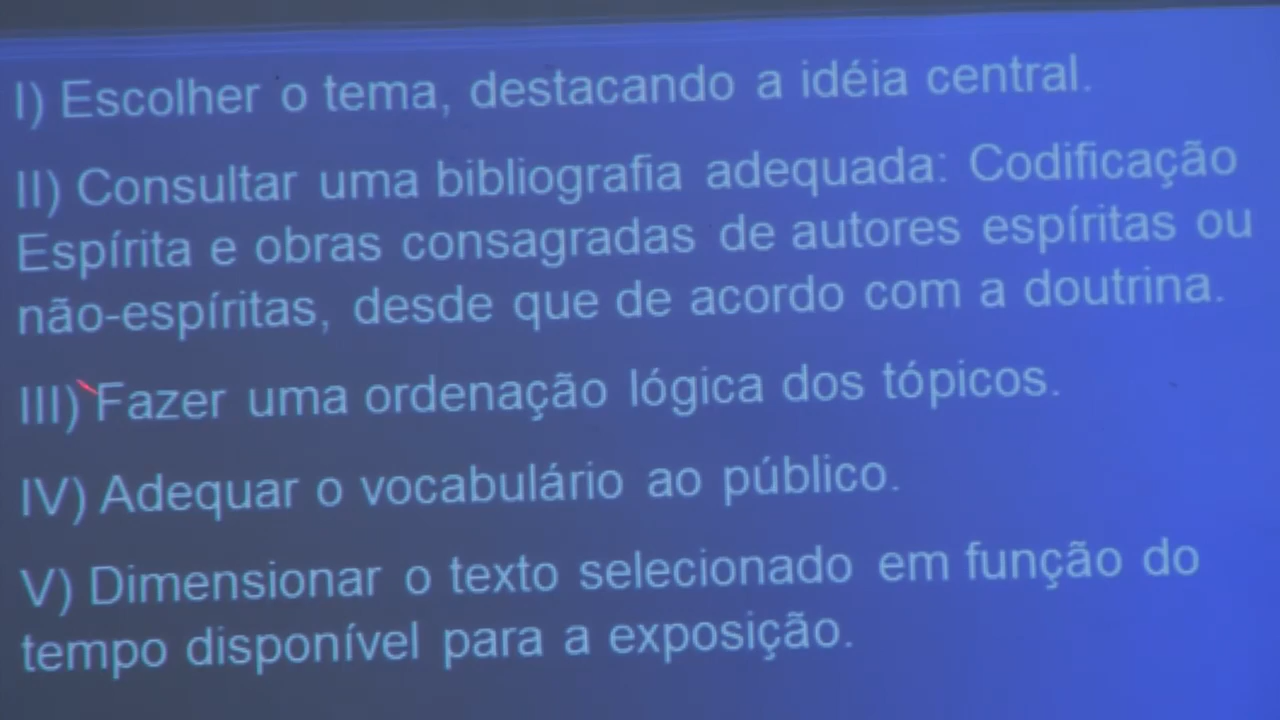 I) Escolher o tema, destacando a idéia central.
II) Consultar uma bibliografia adequada: Codificação
Espírita e obras consagradas de autores espíritas ou
não-espíritas, desde que de acordo com a doutrina.
III) Fazer uma ordenação lógica dos tópicos.
IV) Adequar o vocabulário ao público.
V) Dimensionar o texto selecionado em função do
tempo disponível para a exposição.